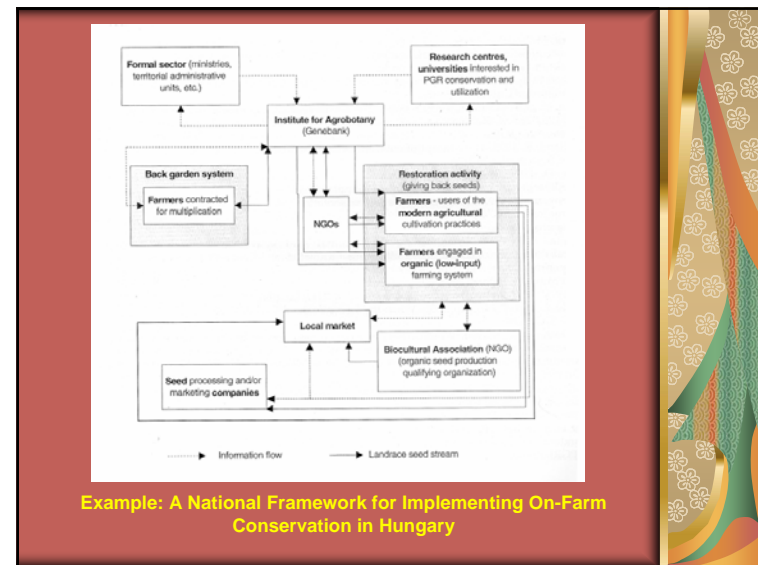 Formal sector (ministries,
territorial administrative
units, etc.)
Research centres,
universities interested in
PGR conservation and
utilization
Institute for Agrobotany
(Genebank)
Back garden system
Farmers contracted
for multiplication
NGOs
Restoration activity
(giving back seeds)
Farmers - users of the
modern agricultural
cultivation practices
Farmers engaged in
organic (low-input)
farming system
Local market
Biocultural Association (NGO)
(organic seed production
qualifying organization)
Seed processing and/or
marketing companies
Information flow
Landrace seed stream
Example: A National Framework for Implementing On-Farm
Conservation in Hungary